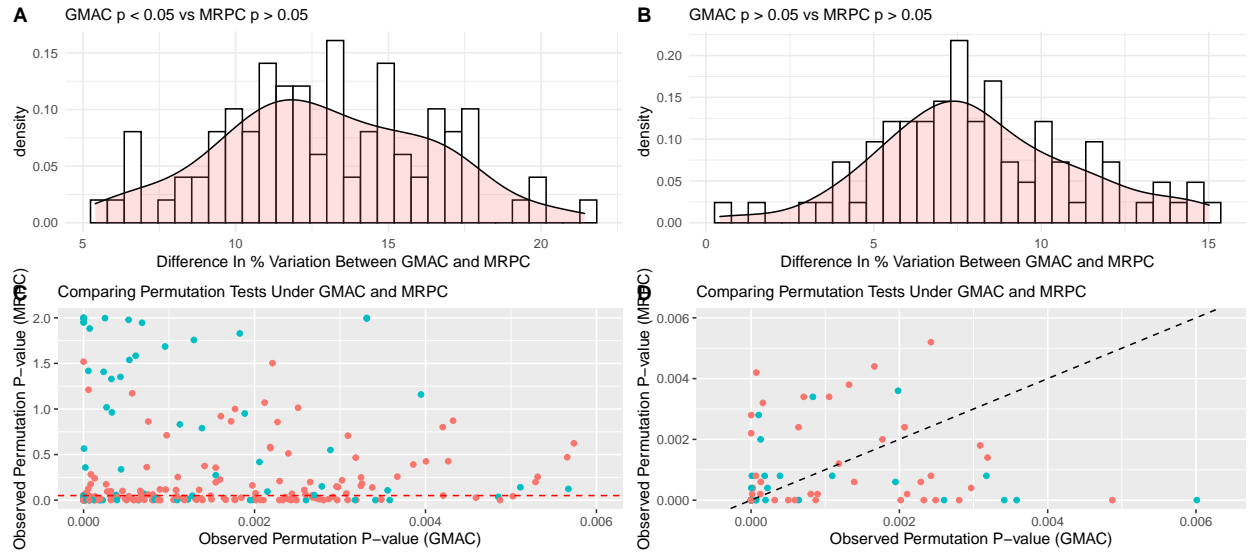 A
GMAC p < 0.05 vs MRPC p > 0.05
density
0.15
0.10
0.05
0.00
5
10
15
20
Difference In % Variation Between GMAC and MRPC
B
GMAC p > 0.05 vs MRPC p > 0.05
density
0.20
0.15
0.10
0.05
0.00
0
5
10
15
Difference In % Variation Between GMAC and MRPC
C
Comparing Permutation Tests Under GMAC and MRPC
Observed Permutation P−value (MRPC)
2.0
1.5
1.0
0.5
0.0
0.000
0.002
0.004
0.006
Observed Permutation P−value (GMAC)
D
Comparing Permutation Tests Under GMAC and MRPC
Observed Permutation P−value (MRPC)
0.006
0.004
0.002
0.000
0.000
0.002
0.004
0.006
Observed Permutation P−value (GMAC)